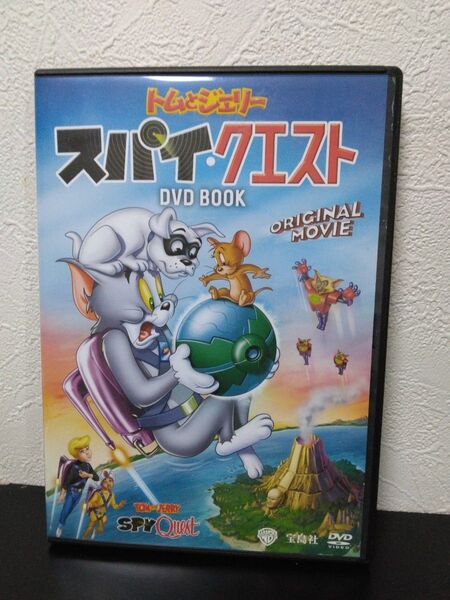 トムとジェリー
スパイ・クエスト
DVD BOOK
ORIGINAL
MOVIE
TOM AND JERRY
SPY Quest
宝島社
DVD
VIDEO